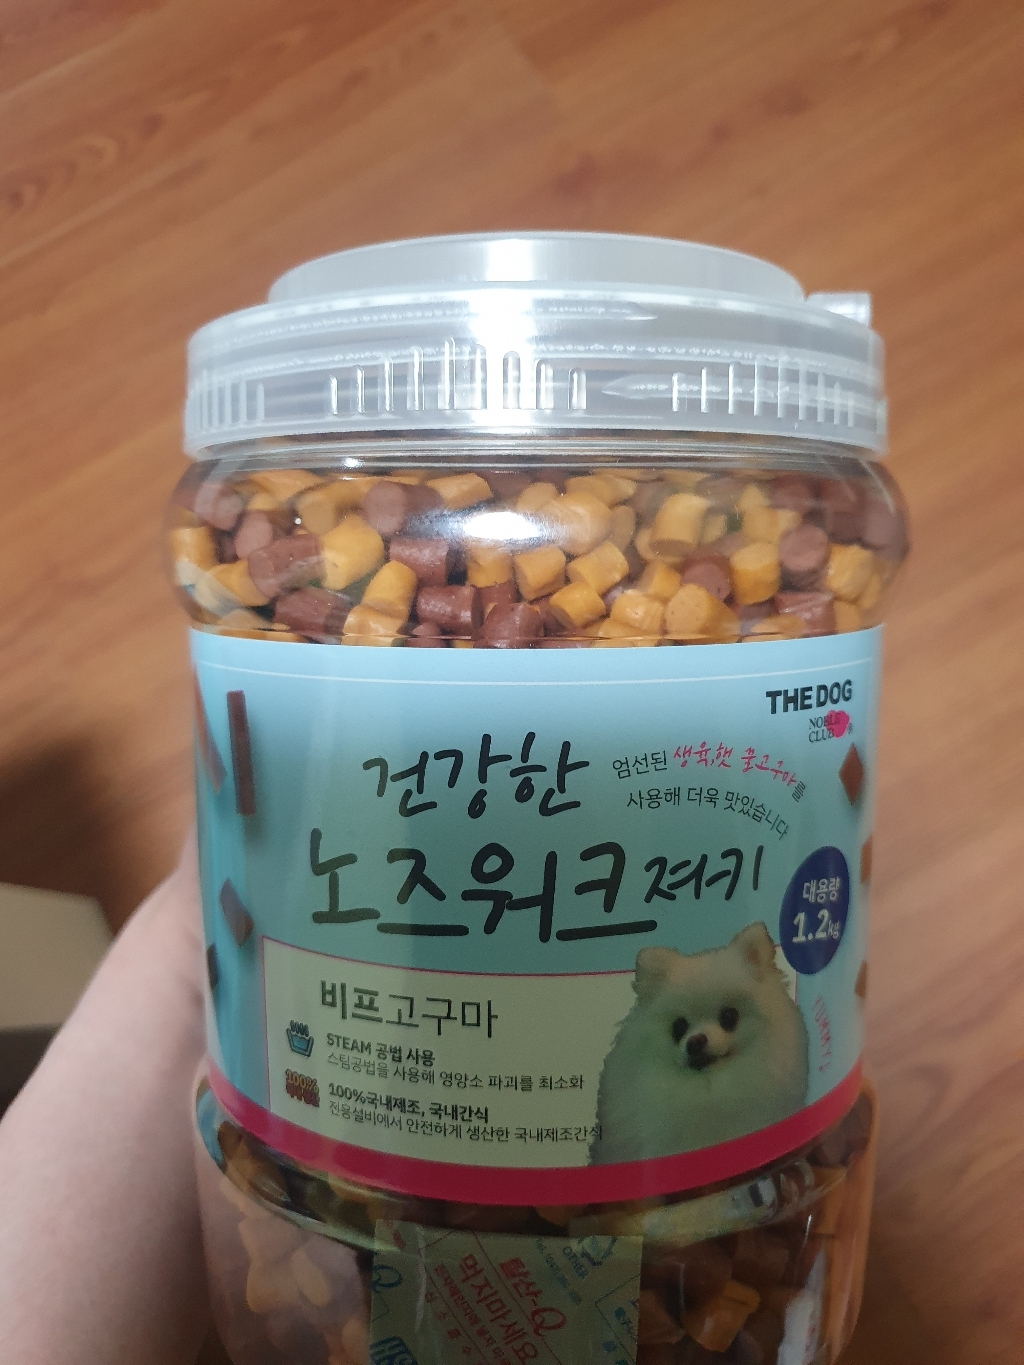 THE DOG
NOBLE
CLUB
건강한
엄선된 생육,햇 꿀고구마를
사용해 더욱 맛있습니다
노즈워크져키
대용량
1.2kg
비프고구마
STEAM 공법 사용
스팀공법을 사용해 영양소 파괴를 최소화
100%
100%국내제조, 국내간식
전용설비에서 안전하게 생산한 국내제조간식
YUMMY!
탈산-Q
먹지마세요